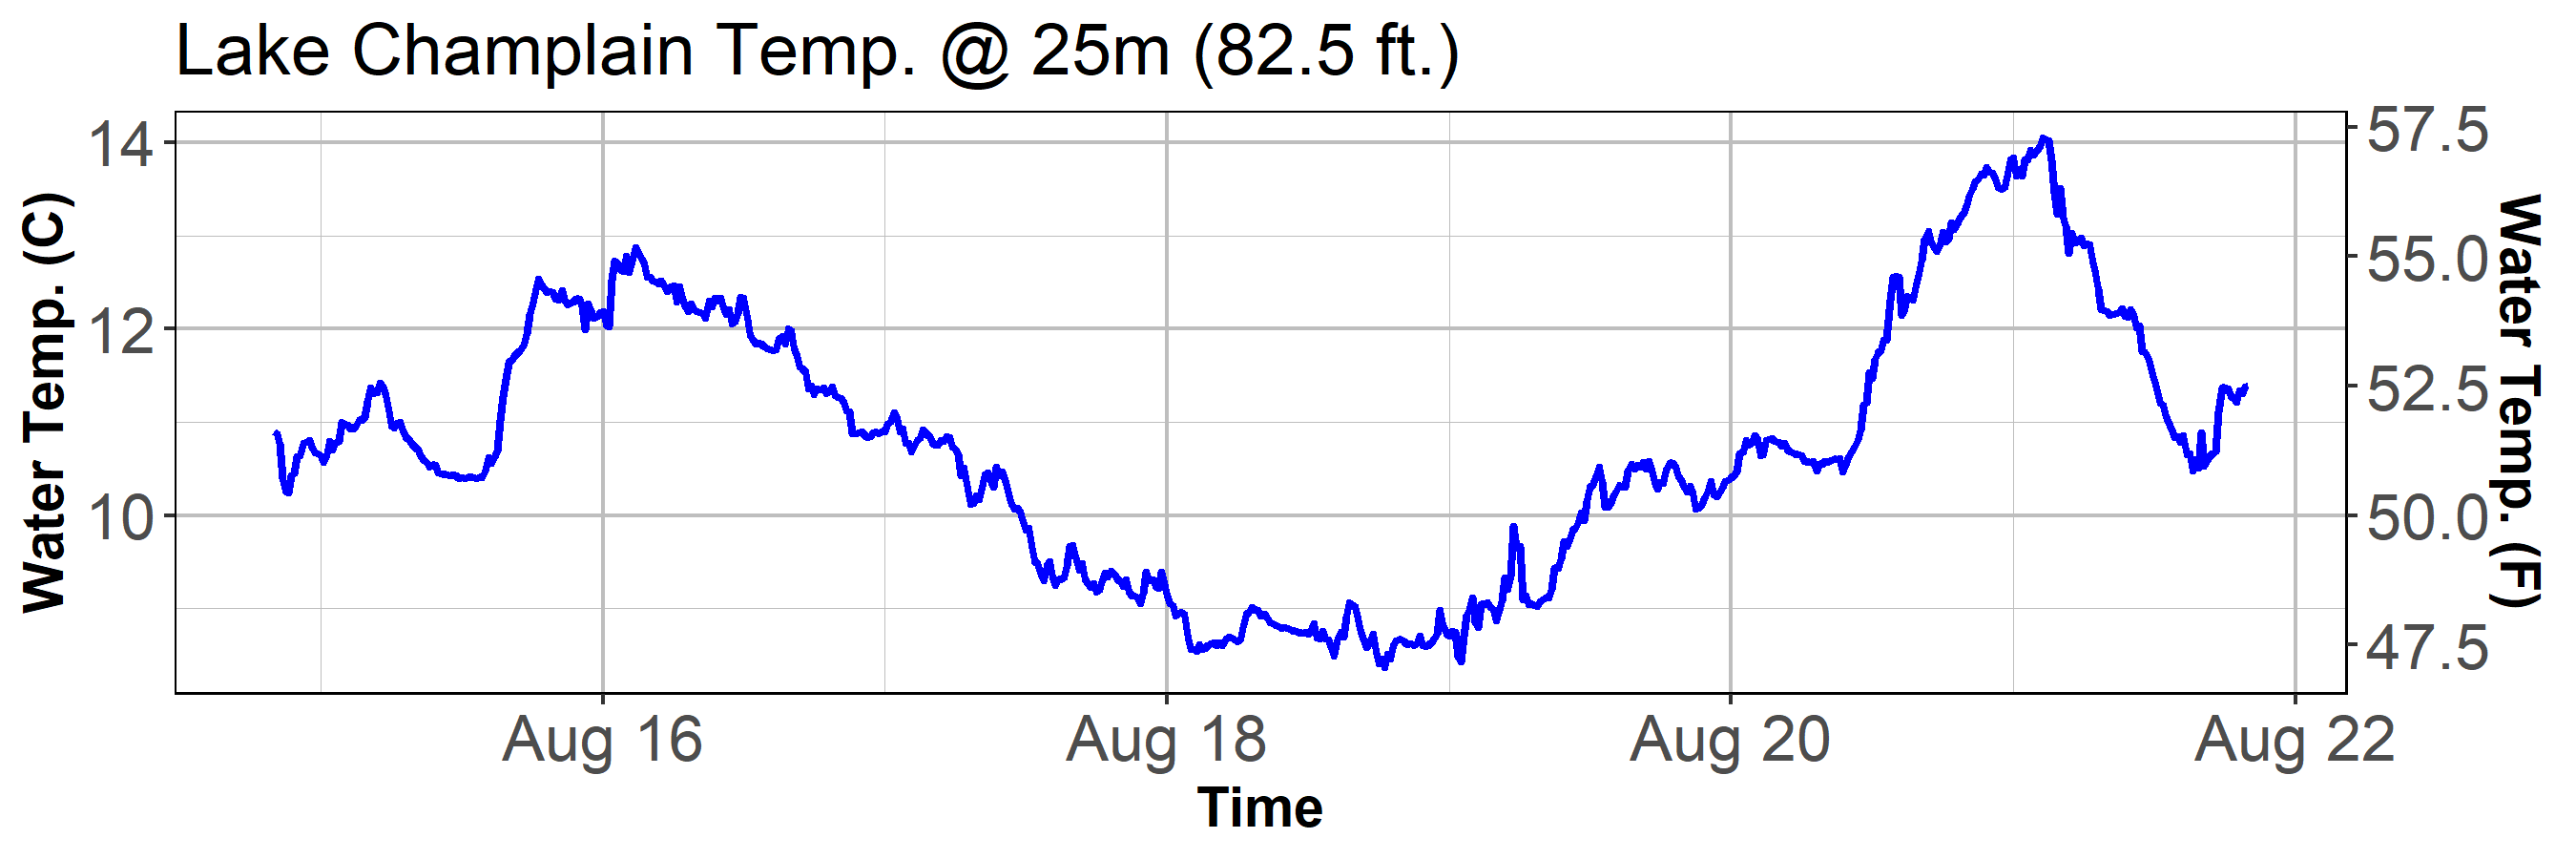 Lake Champlain Temp. @ 25m (82.5 ft.)
Water Temp. (C)
14
12
10
57.5
55.0
52.5
50.0
47.5
Water Temp. (F)
Aug 16
Aug 18
Aug 20
Aug 22
Time